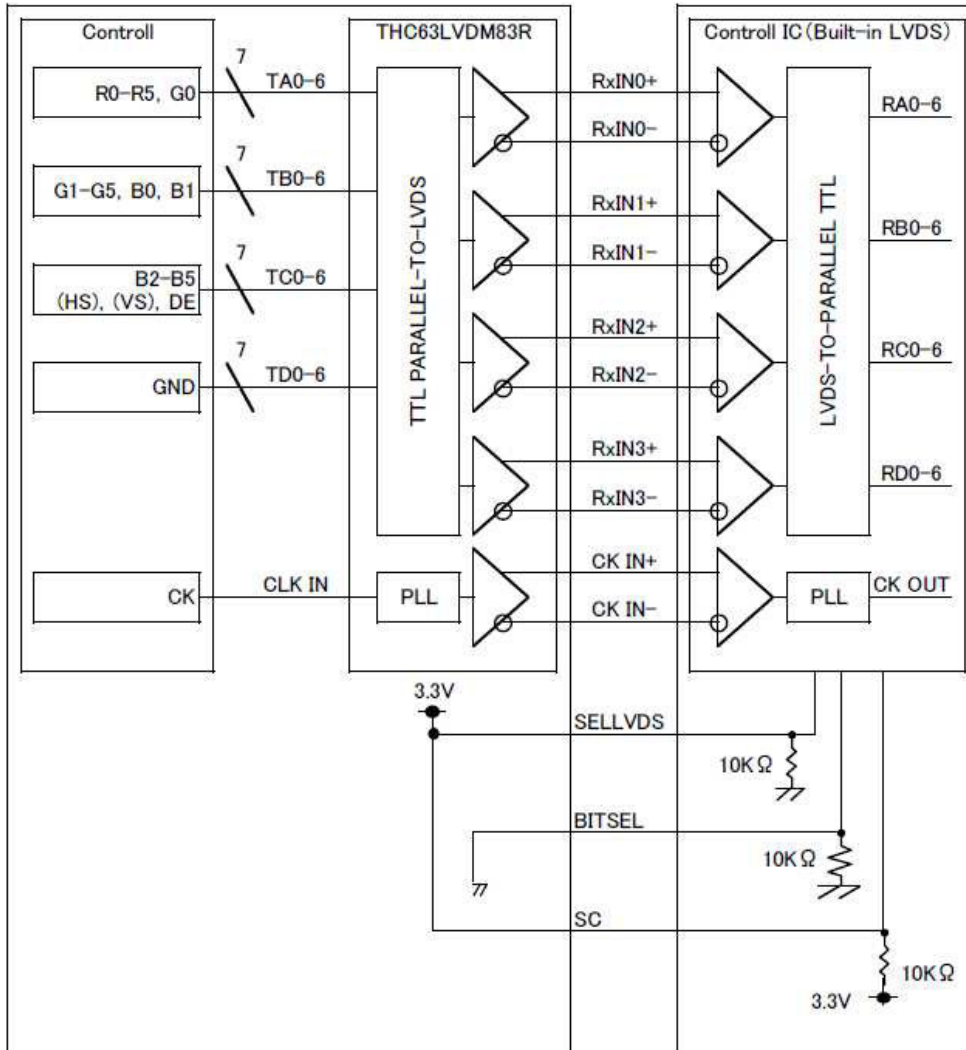 Controll
THC63LVDM83R
Controll IC(Built-in LVDS)
R0-R5, G0
7
TA0-6
RxIN0+
RxIN0-
RA0-6
G1-G5, B0, B1
7
TB0-6
RxIN1+
RxIN1-
RB0-6
B2-B5
(HS), (VS), DE
7
TC0-6
RxIN2+
RxIN2-
RC0-6
GND
7
TD0-6
RxIN3+
RxIN3-
RD0-6
TTL PARALLEL-TO-LVDS
LVDS-TO-PARALLEL TTL
CK
CLK IN
PLL
CK IN+
CK IN-
PLL
CK OUT
3.3V
SELLVDS
10KΩ
BITSEL
10KΩ
SC
10KΩ
3.3V